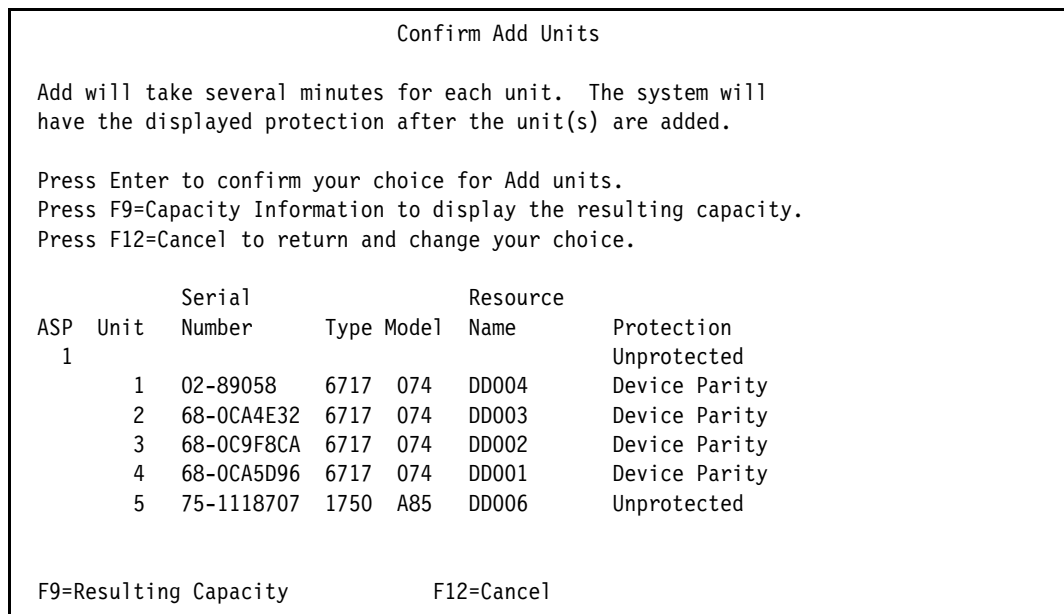 Confirm Add Units
Add will take several minutes for each unit. The system will
have the displayed protection after the unit(s) are added.
Press Enter to confirm your choice for Add units.
Press F9=Capacity Information to display the resulting capacity.
Press F12=Cancel to return and change your choice.
Serial Resource
ASP Unit Number Type Model Name Protection
1 Unprotected
1 02-89058 6717 074 DD004 Device Parity
2 68-0CA4E32 6717 074 DD003 Device Parity
3 68-0C9F8CA 6717 074 DD002 Device Parity
4 68-0CA5D96 6717 074 DD001 Device Parity
5 75-1118707 1750 A85 DD006 Unprotected
F9=Resulting Capacity F12=Cancel